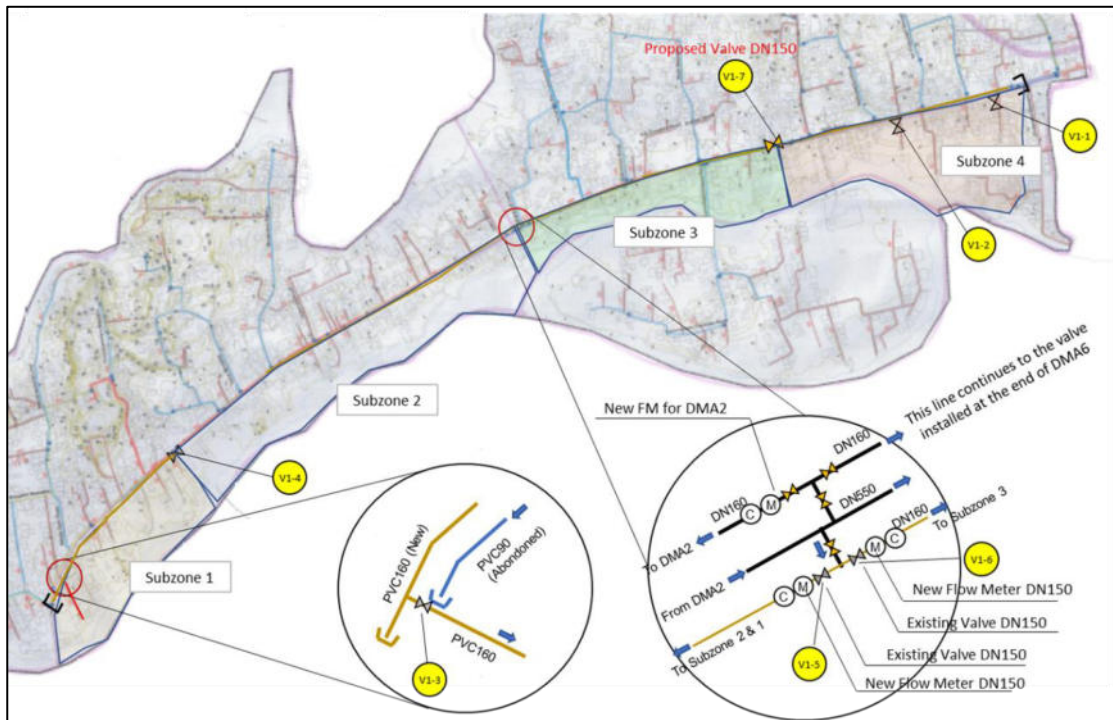 Proposed Valve DN150
V1-7
V1-1
Subzone 4
V1-2
Subzone 3
Subzone 2
V1-4
Subzone 1
PVC160 (New)
PVC90
(Abondoned)
PVC160
V1-3
New FM for DMA2
This line continues to the valve
installed at the end of DMA6
DN160
DN550
DN160
C
M
DN160
To Subzone 3
To DMA2
M
C
V1-6
From DMA2
New Flow Meter DN150
C
M
Existing Valve DN150
To Subzone 2 & 1
V1-5
Existing Valve DN150
New Flow Meter DN150